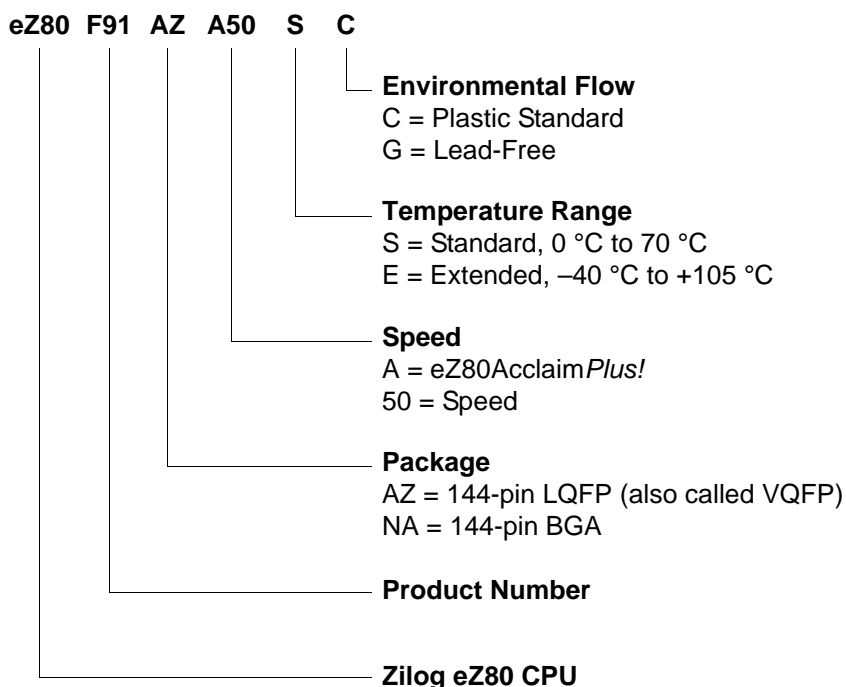 eZ80 F91 AZ A50 S C
Environmental Flow
C = Plastic Standard
G = Lead-Free
Temperature Range
S = Standard, 0 °C to 70 °C
E = Extended, –40 °C to +105 °C
Speed
A = eZ80AcclaimPlus!
50 = Speed
Package
AZ = 144-pin LQFP (also called VQFP)
NA = 144-pin BGA
Product Number
Zilog eZ80 CPU